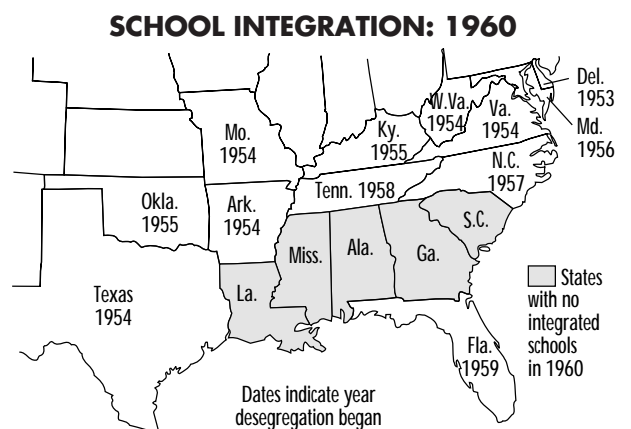 SCHOOL INTEGRATION: 1960
Del.
1953
Md.
1956
W.Va.
1954
Va.
1954
Mo.
1954
Ky.
1955
N.C.
1957
Tenn. 1958
Okla.
1955
Ark.
1954
S.C.
Miss.
Ala.
Ga.
La.
Texas
1954
States
with no
integrated
schools
in 1960
Fla.
1959
Dates indicate year
desegregation began